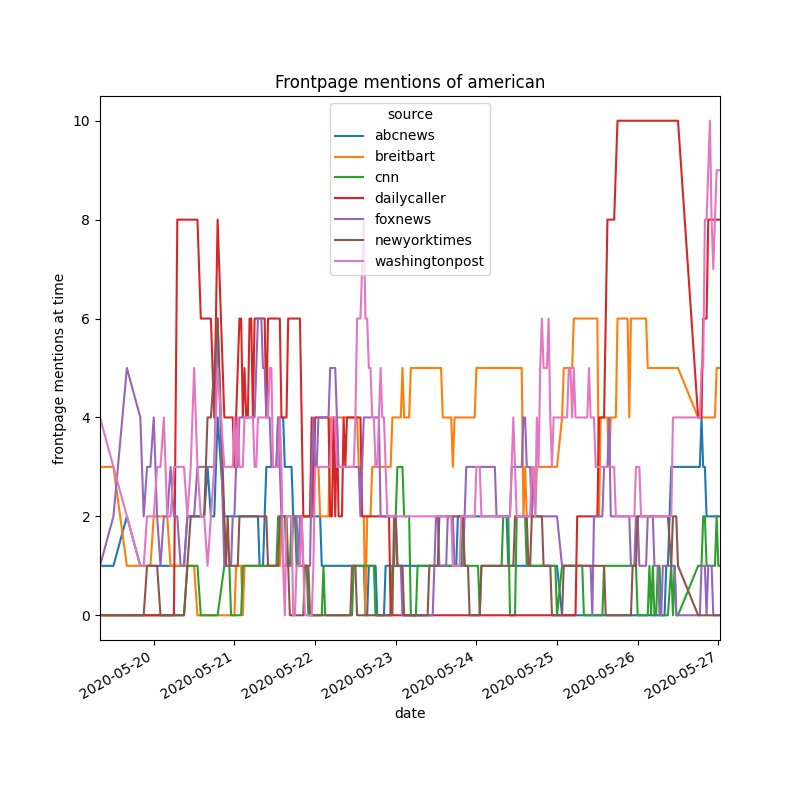 Frontpage mentions of american
source
abcnews
breitbart
cnn
dailycaller
foxnews
newyorktimes
washingtonpost
frontpage mentions at time
10
8
6
4
2
0
2020-05-20
2020-05-21
2020-05-22
2020-05-23
2020-05-24
2020-05-25
2020-05-26
2020-05-27
date